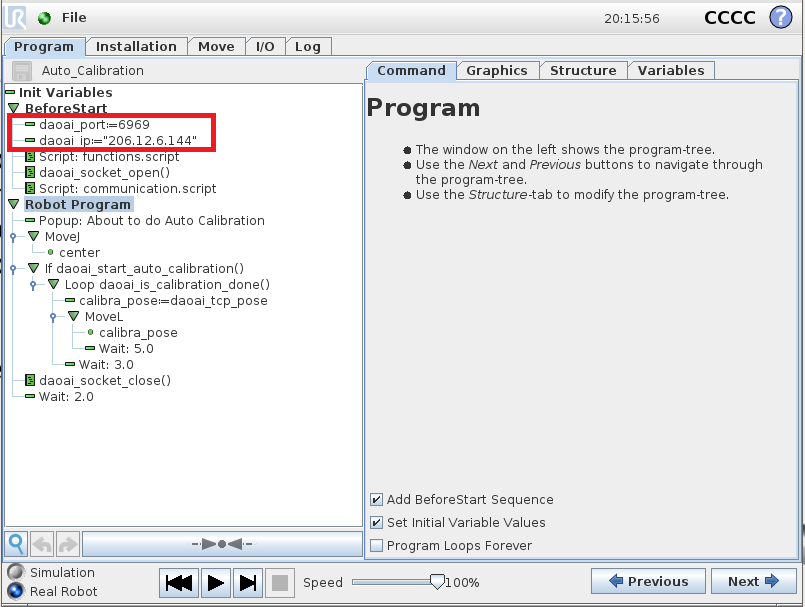 UR File 20:15:56 CCCC ?
Program Installation Move I/O Log
Auto_Calibration
Init Variables
BeforeStart
daoai_port:=6969
daoai_ip:="206.12.6.144"
Script: functions.script
daoai_socket_open()
Script: communication.script
Robot Program
Popup: About to do Auto Calibration
MoveJ
center
If daoai_start_auto_calibration()
Loop daoai_is_calibration_done()
calibra_pose:=daoai_tcp_pose
MoveL
calibra_pose
Wait: 5.0
Wait: 3.0
daoai_socket_close()
Wait: 2.0
Command Graphics Structure Variables
Program
The window on the left shows the program-tree.
Use the Next and Previous buttons to navigate through
the program-tree.
Use the Structure-tab to modify the program-tree.
Add BeforeStart Sequence
Set Initial Variable Values
Program Loops Forever
Simulation
Real Robot
Speed 100%
Previous Next